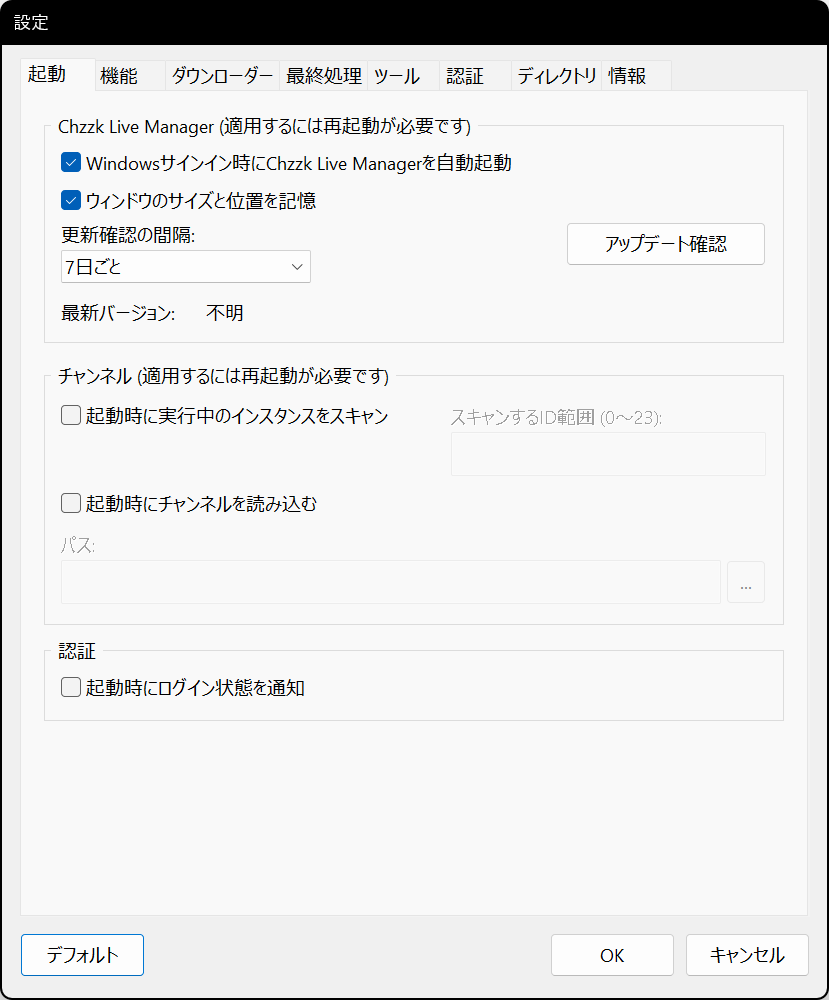 設定
起動 機能 ダウンローダー 最終処理 ツール 認証 ディレクトリ 情報
Chzzk Live Manager (適用するには再起動が必要です)
Windowsサインイン時にChzzk Live Managerを自動起動
ウィンドウのサイズと位置を記憶
更新確認の間隔:
アップデート確認
7日ごと
最新バージョン: 不明
チャンネル (適用するには再起動が必要です)
起動時に実行中のインスタンスをスキャン
スキャンするID範囲 (0～23):
起動時にチャンネルを読み込む
パス:
...
認証
起動時にログイン状態を通知
デフォルト OK キャンセル